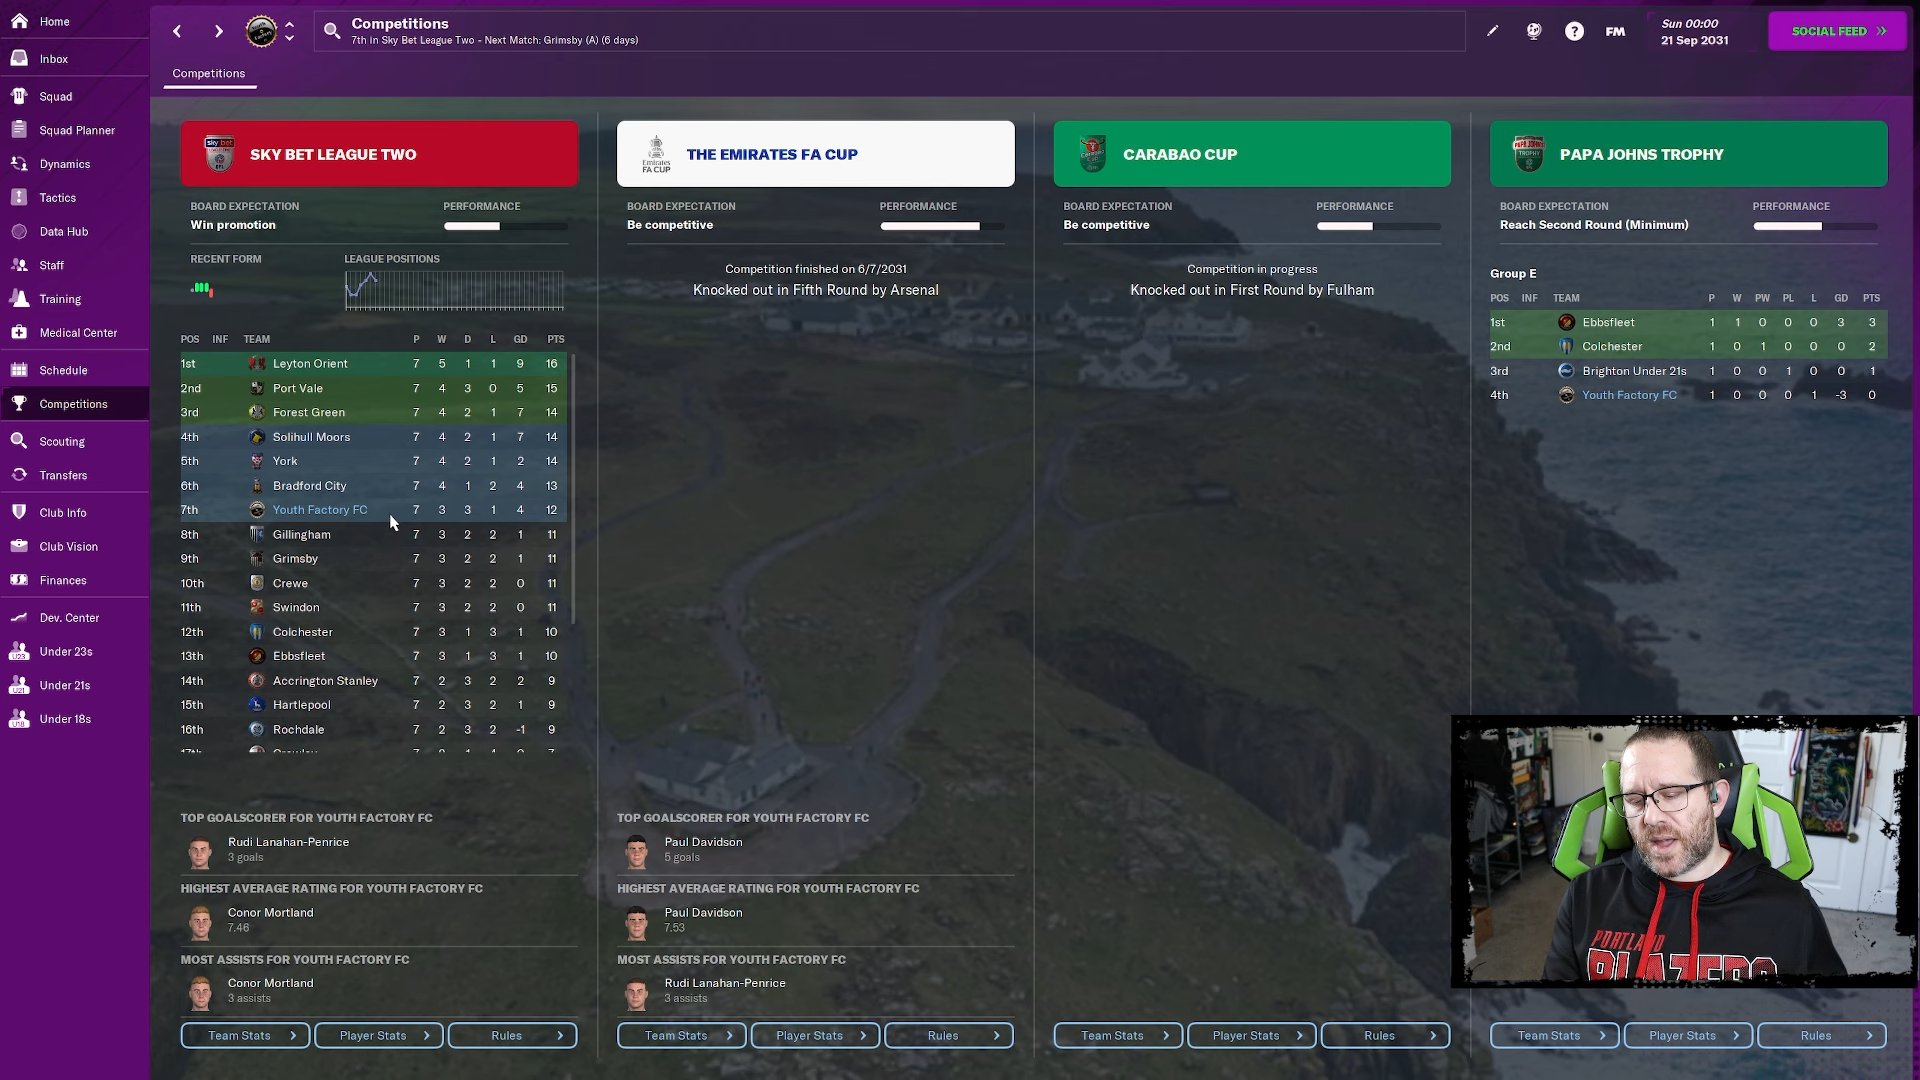 Home
Inbox
Squad
Squad Planner
Dynamics
Tactics
Data Hub
Staff
Training
Medical Center
Schedule
Competitions
Scouting
Transfers
Club Info
Club Vision
Finances
Dev. Center
Under 23s
Under 21s
Under 18s
Competitions
7th in Sky Bet League Two - Next Match: Grimsby (A) (6 days)
FM
Sun 00:00
21 Sep 2031
SOCIAL FEED
Competitions
SKY BET LEAGUE TWO
BOARD EXPECTATION PERFORMANCE
Win promotion
RECENT FORM LEAGUE POSITIONS
POS INF TEAM P W D L GD PTS
1st Leyton Orient 7 5 1 1 9 16
2nd Port Vale 7 4 3 0 5 15
3rd Forest Green 7 4 2 1 7 14
4th Solihull Moors 7 4 2 1 7 14
5th York 7 4 2 1 2 14
6th Bradford City 7 4 1 2 4 13
7th Youth Factory FC 7 3 3 1 4 12
8th Gillingham 7 3 2 2 1 11
9th Grimsby 7 3 2 2 1 11
10th Crewe 7 3 2 2 0 11
11th Swindon 7 3 2 2 0 11
12th Colchester 7 3 1 3 1 10
13th Ebbsfleet 7 3 1 3 1 10
14th Accrington Stanley 7 2 3 2 2 9
15th Hartlepool 7 2 3 2 1 9
16th Rochdale 7 2 3 2 -1 9
TOP GOALSCORER FOR YOUTH FACTORY FC
Rudi Lanahan-Penrice
3 goals
HIGHEST AVERAGE RATING FOR YOUTH FACTORY FC
Conor Mortland
7.46
MOST ASSISTS FOR YOUTH FACTORY FC
Conor Mortland
3 assists
Team Stats Player Stats Rules
Emirates
FA CUP
THE EMIRATES FA CUP
BOARD EXPECTATION PERFORMANCE
Be competitive
Competition finished on 6/7/2031
Knocked out in Fifth Round by Arsenal
TOP GOALSCORER FOR YOUTH FACTORY FC
Paul Davidson
5 goals
HIGHEST AVERAGE RATING FOR YOUTH FACTORY FC
Paul Davidson
7.53
MOST ASSISTS FOR YOUTH FACTORY FC
Rudi Lanahan-Penrice
3 assists
Team Stats Player Stats Rules
CARABAO CUP
BOARD EXPECTATION PERFORMANCE
Be competitive
Competition in progress
Knocked out in First Round by Fulham
Team Stats Player Stats Rules
PAPA JOHNS TROPHY
BOARD EXPECTATION PERFORMANCE
Reach Second Round (Minimum)
Group E
POS INF TEAM P W PW PL L GD PTS
1st Ebbsfleet 1 1 0 0 0 3 3
2nd Colchester 1 0 1 0 0 0 2
3rd Brighton Under 21s 1 0 0 1 0 0 1
4th Youth Factory FC 1 0 0 0 1 -3 0
Team Stats Player Stats Rules
PORTLAND
BLAZERS